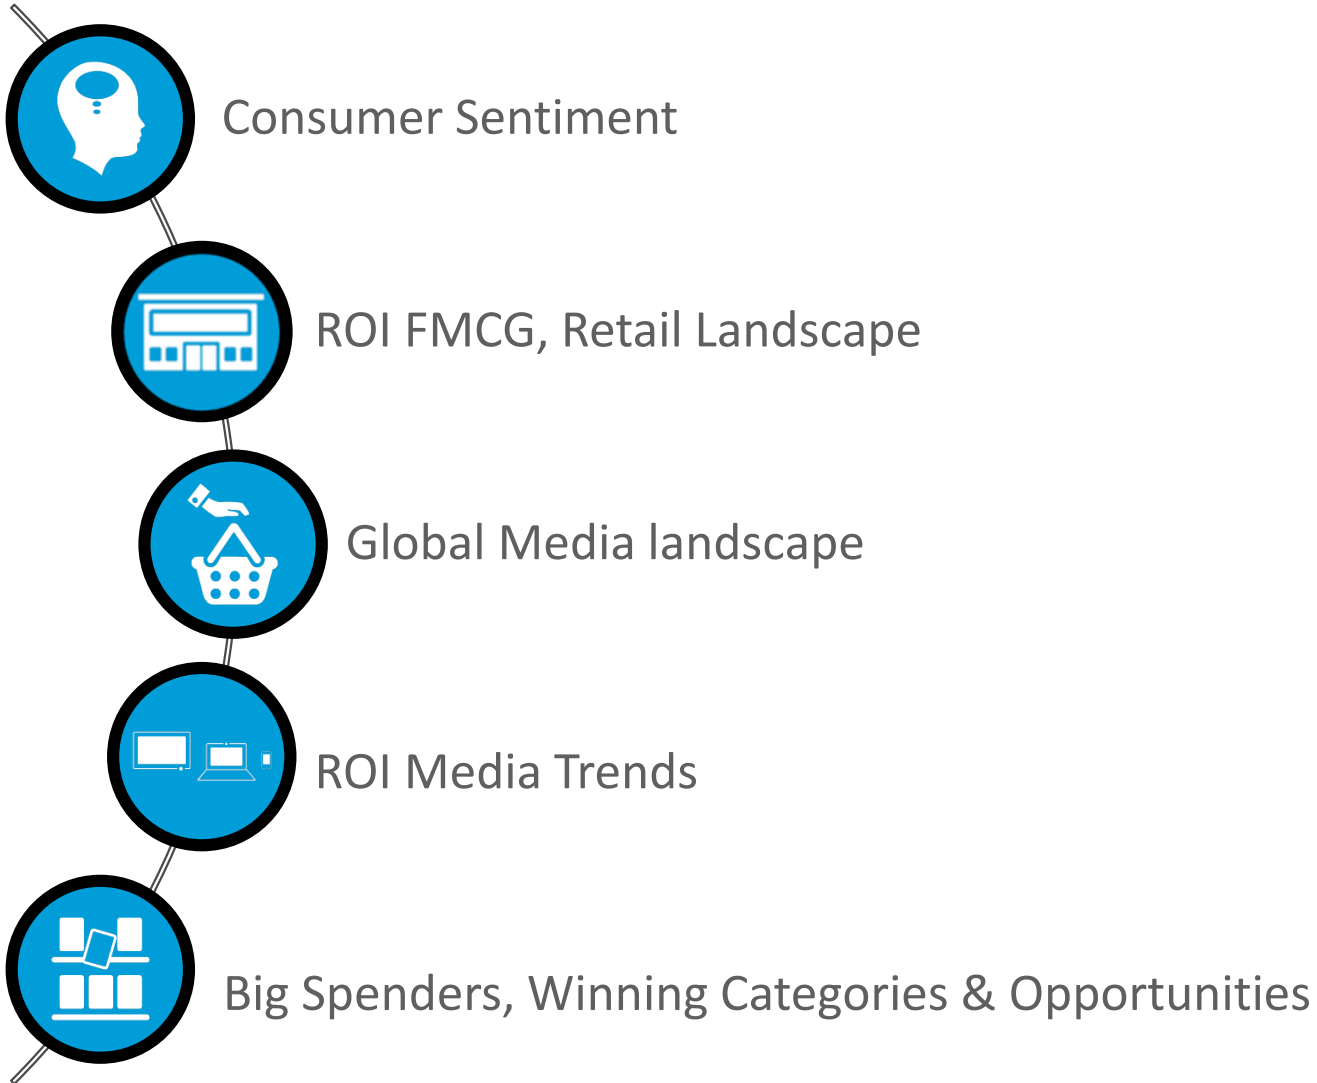 Consumer Sentiment
ROI FMCG, Retail Landscape
Global Media landscape
ROI Media Trends
Big Spenders, Winning Categories & Opportunities